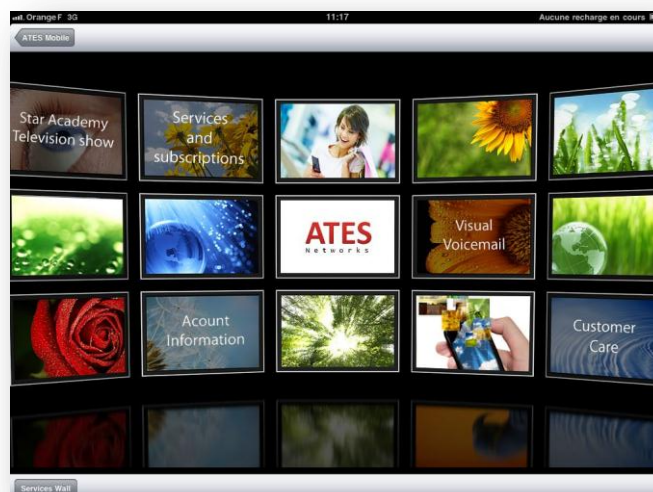 Orange F 3G 11:17 Aucune recharge en cours
ATES Mobile
Star Academy
Television show
Services
and
subscriptions
ATES
Networks
Visual
Voicemail
Acount
Information
Customer
Care
Services Wall